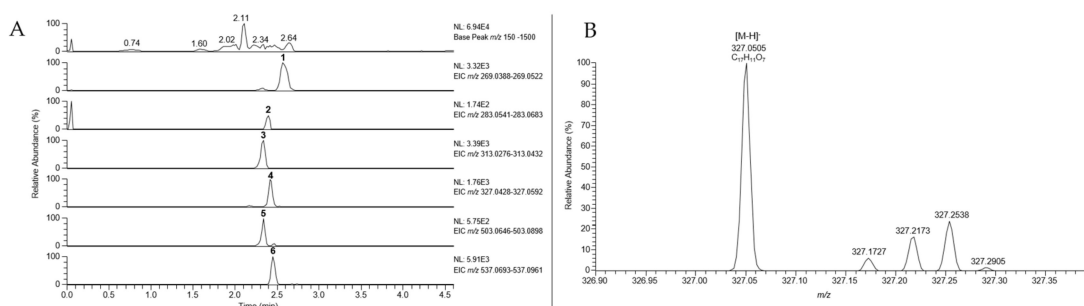 A
Relative Abundance (%)
100
0
0.74
1.60
2.02
2.11
2.34
2.64
NL: 6.94E4
Base Peak m/z 150 -1500
100
0
1
NL: 3.32E3
EIC m/z 269.0388-269.0522
100
0
2
NL: 1.74E2
EIC m/z 283.0541-283.0683
100
0
3
NL: 3.39E3
EIC m/z 313.0276-313.0432
100
0
4
NL: 1.76E3
EIC m/z 327.0428-327.0592
100
0
5
NL: 5.75E2
EIC m/z 503.0646-503.0898
100
0
6
NL: 5.91E3
EIC m/z 537.0693-537.0961
0.0 0.5 1.0 1.5 2.0 2.5 3.0 3.5 4.0 4.5
Time (min)
B
[M-H]-
327.0505
C17H11O7
Relative Abundance (%)
100
90
80
70
60
50
40
30
20
10
0
327.1727
327.2173
327.2538
327.2905
326.90 327.00 327.05 327.10 327.15 327.20 327.25 327.30 327.35
m/z